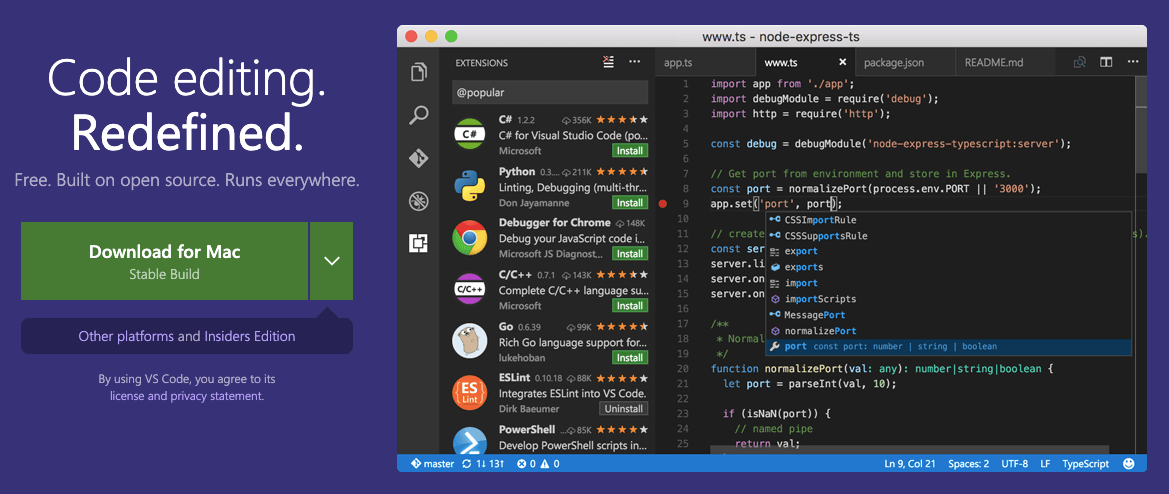 Code editing.
Redefined.
Free. Built on open source. Runs everywhere.
Download for Mac
Stable Build
Other platforms and Insiders Edition
By using VS Code, you agree to its
license and privacy statement.
www.ts - node-express-ts
EXTENSIONS
@popular
C# 1.2.2 356K
C# for Visual Studio Code (po...
Microsoft Install
Python 0.3.... 211K
Linting, Debugging (multi-thr...
Don Jayamanne Install
Debugger for Chrome 148K
Debug your JavaScript code i...
Microsoft JS Diagnost... Install
C/C++ 0.7.1 143K
Complete C/C++ language su...
Microsoft Install
Go 0.6.39 99K
Rich Go language support for...
lukehoban Install
ESLint 0.10.18 88K
Integrates ESLint into VS Code.
Dirk Baeumer Uninstall
PowerShell ... 85K
Develop PowerShell scripts in...
C#
C/C++
ES
Lint
app.ts www.ts package.json README.md
1 import app from './app';
2 import debugModule = require('debug');
3 import http = require('http');
4
5 const debug = debugModule('node-express-typescript:server');
6
7 // Get port from environment and store in Express.
8 const port = normalizePort(process.env.PORT || '3000');
9 app.set('port', port);
10
11 // create s).
12 const ser
13 server.li
14 server.on
15 server.on
16
17 /**
18 * Normal
19 */
20 function normalizePort(val: any): number|string|boolean {
21 let port = parseInt(val, 10);
22
23 if (isNaN(port)) {
24 // named pipe
25 return val;
CSSImportRule
CSSSupportsRule
export
exports
import
importScripts
MessagePort
normalizePort
port const port: number | string | boolean
master 1↓ 13↑ 0 0 Ln 9, Col 21 Spaces: 2 UTF-8 LF TypeScript